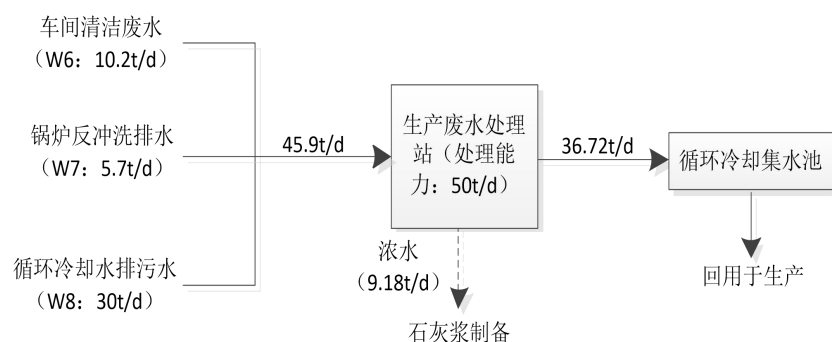 车间清洁废水
（W6：10.2t/d）
锅炉反冲洗排水
（W7：5.7t/d）
循环冷却水排污水
（W8：30t/d）
45.9t/d
生产废水处理
站（处理能
力：50t/d）
浓水
（9.18t/d）
石灰浆制备
36.72t/d
循环冷却集水池
回用于生产